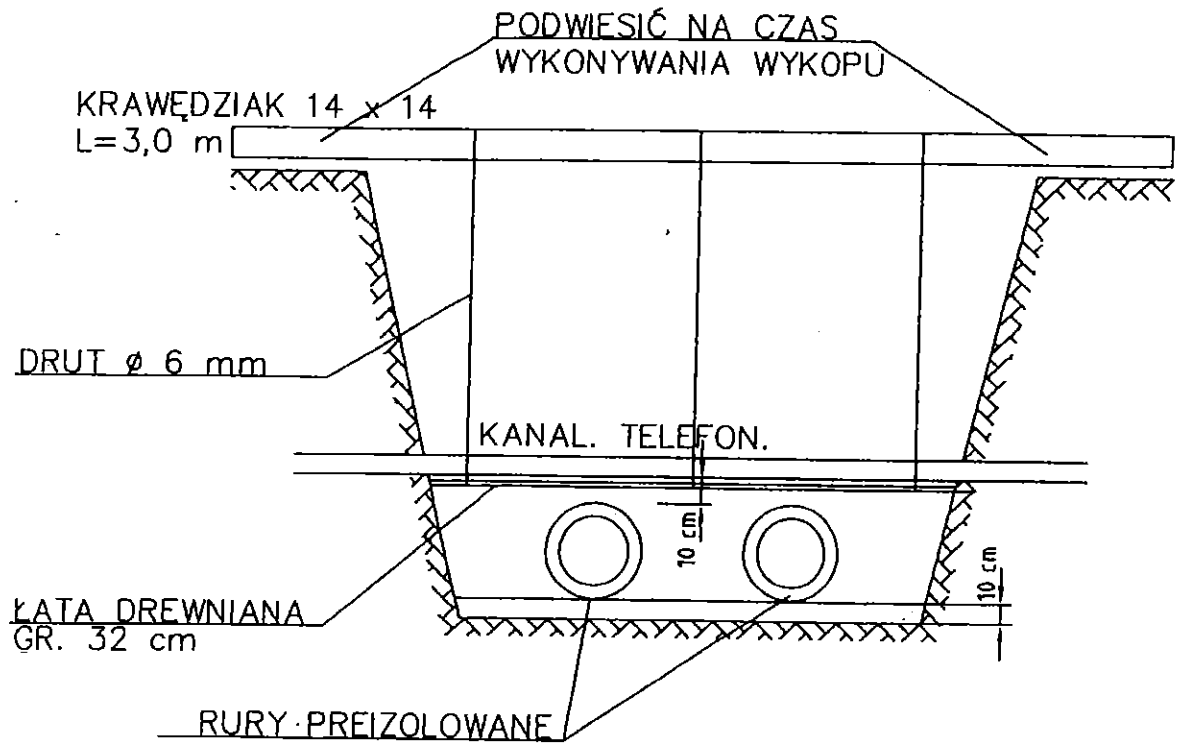 PODWIESIĆ NA CZAS
WYKONYWANIA WYKOPU
KRAWĘDZIAK 14 x 14
L=3,0 m
DRUT ø 6 mm
KANAL. TELEFON.
10 cm
10 cm
ŁATA DREWNIANA
GR. 32 cm
RURY PREIZOLOWANE